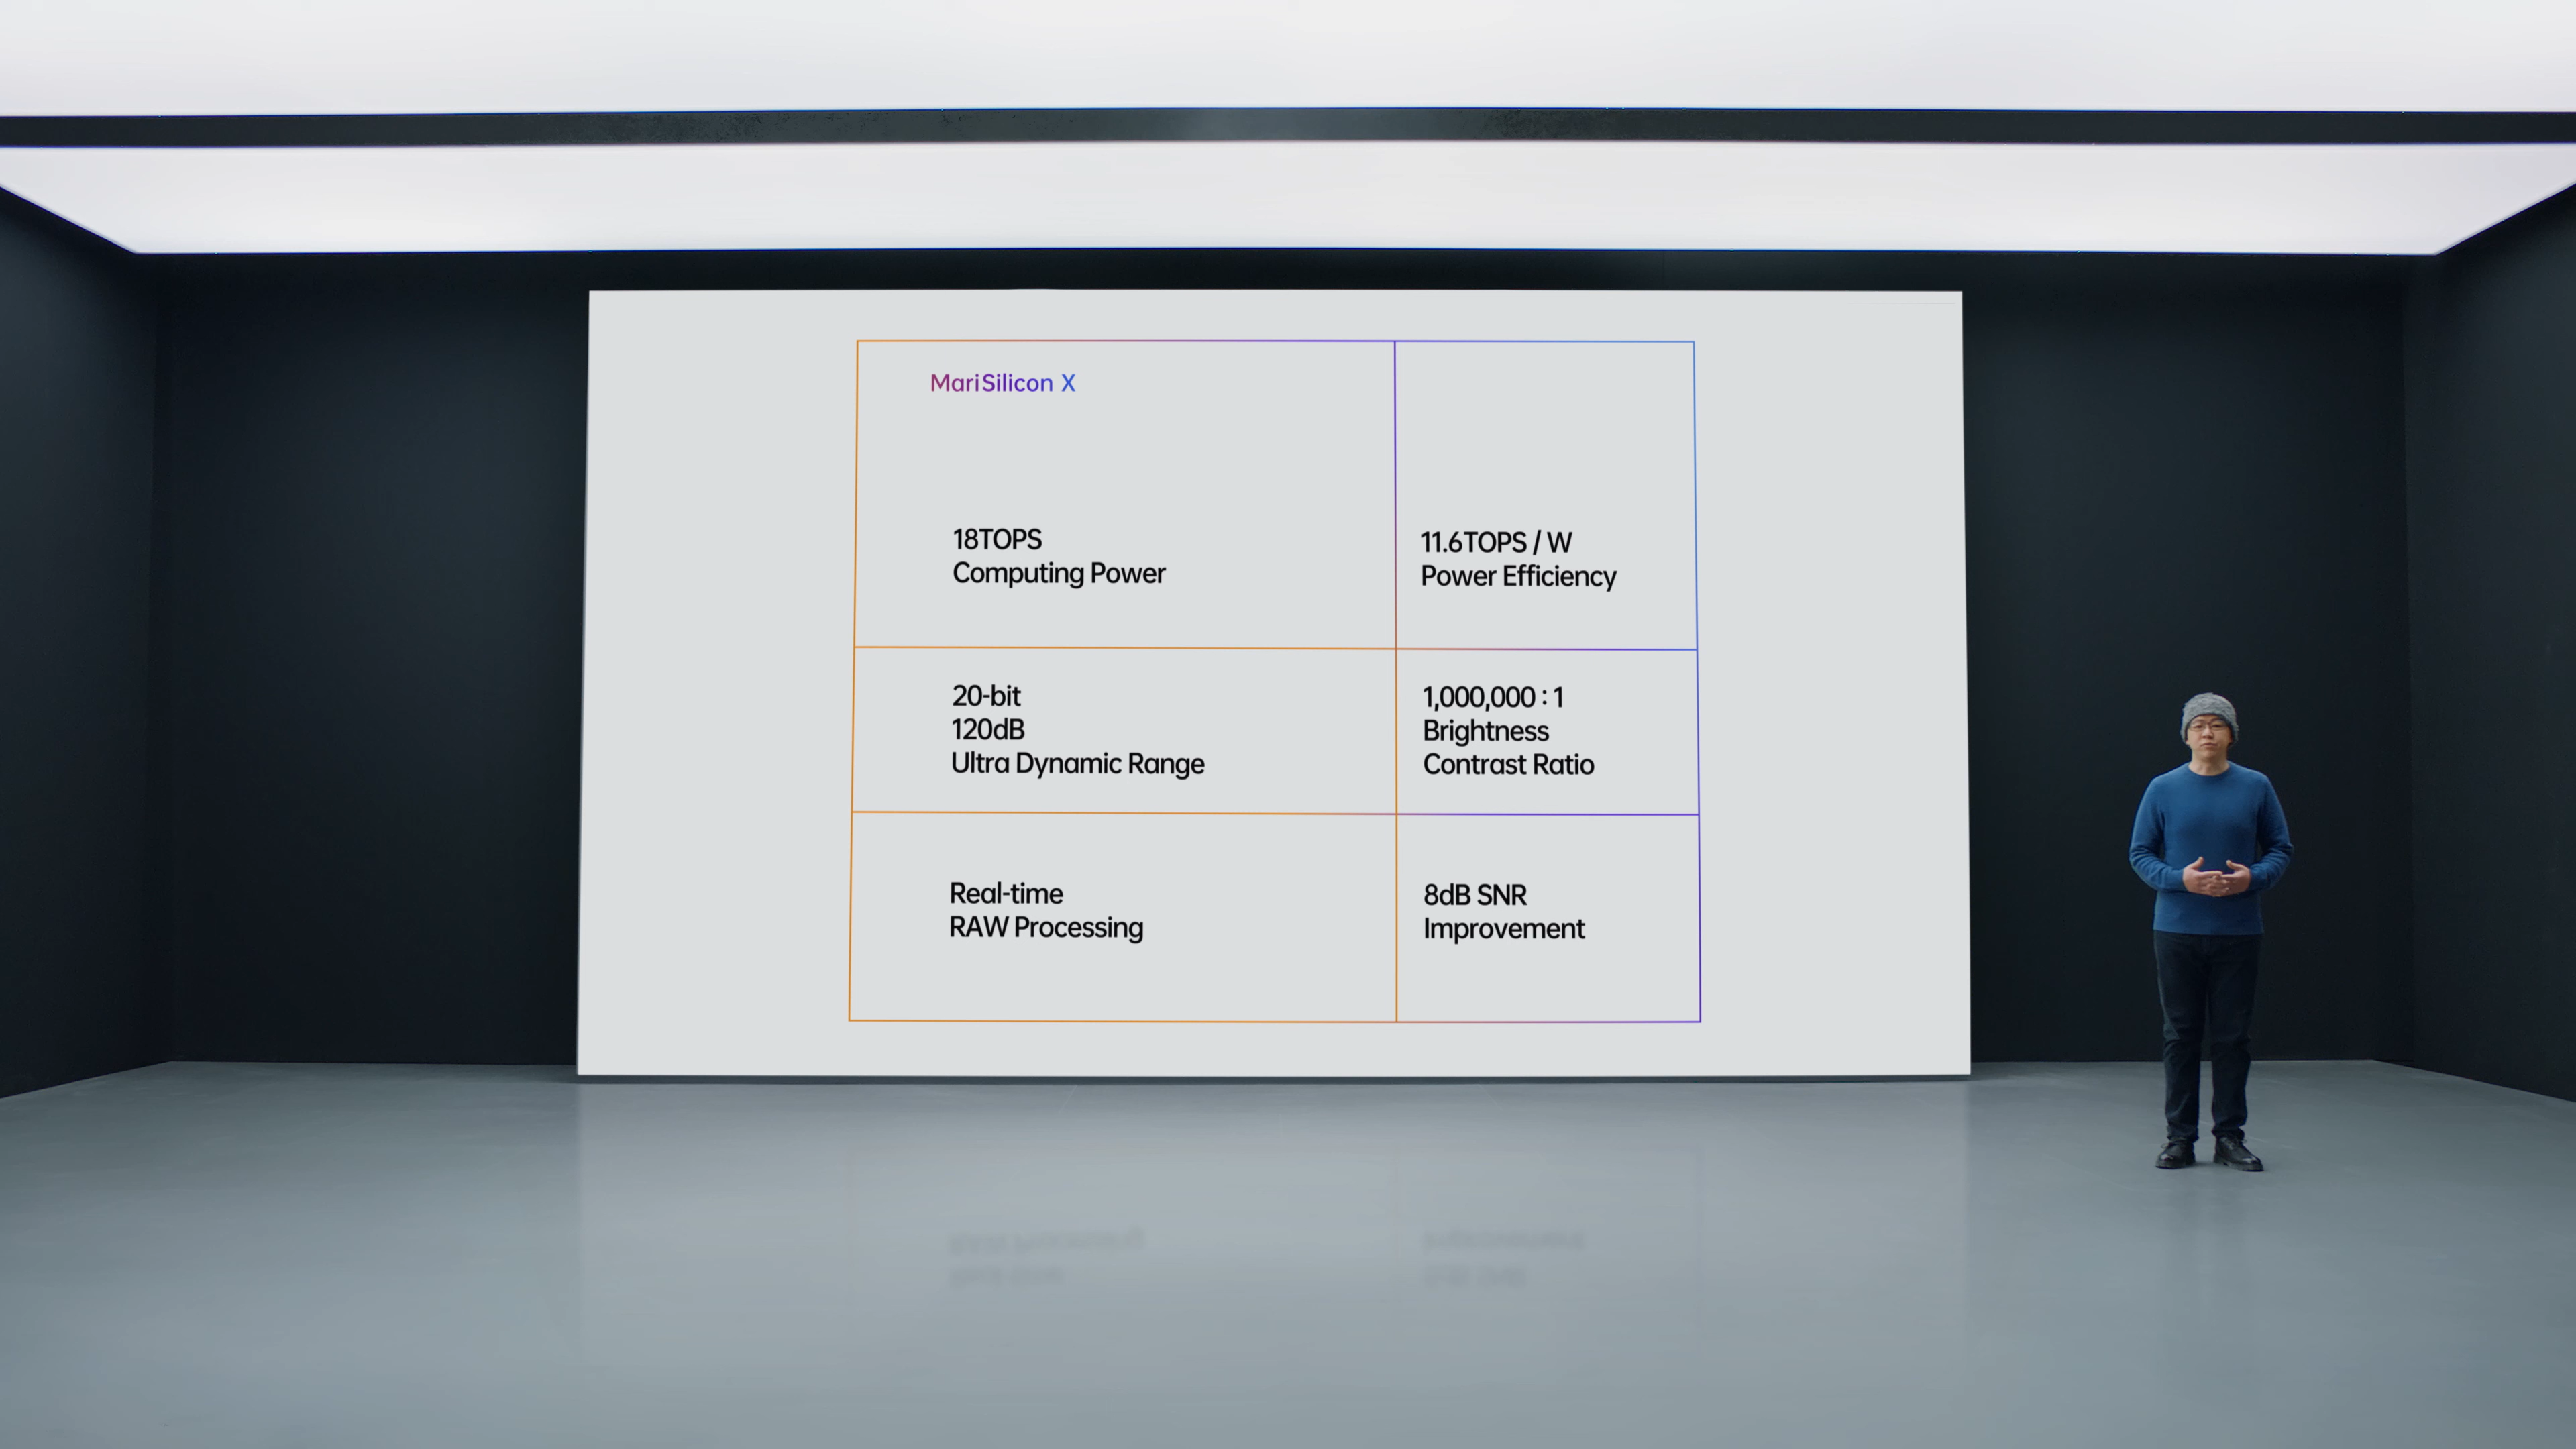 MariSilicon X
18TOPS
Computing Power
11.6TOPS / W
Power Efficiency
20-bit
120dB
Ultra Dynamic Range
1,000,000 : 1
Brightness
Contrast Ratio
Real-time
RAW Processing
8dB SNR
Improvement